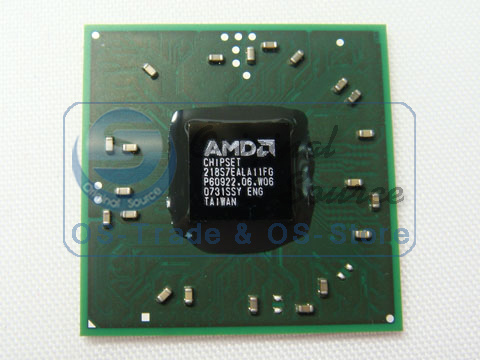 AMD
CHIPSET
218S7EALA11FG
P60922.06.W06
0731SSY ENG
TAIWAN
Os Trade & OS Store